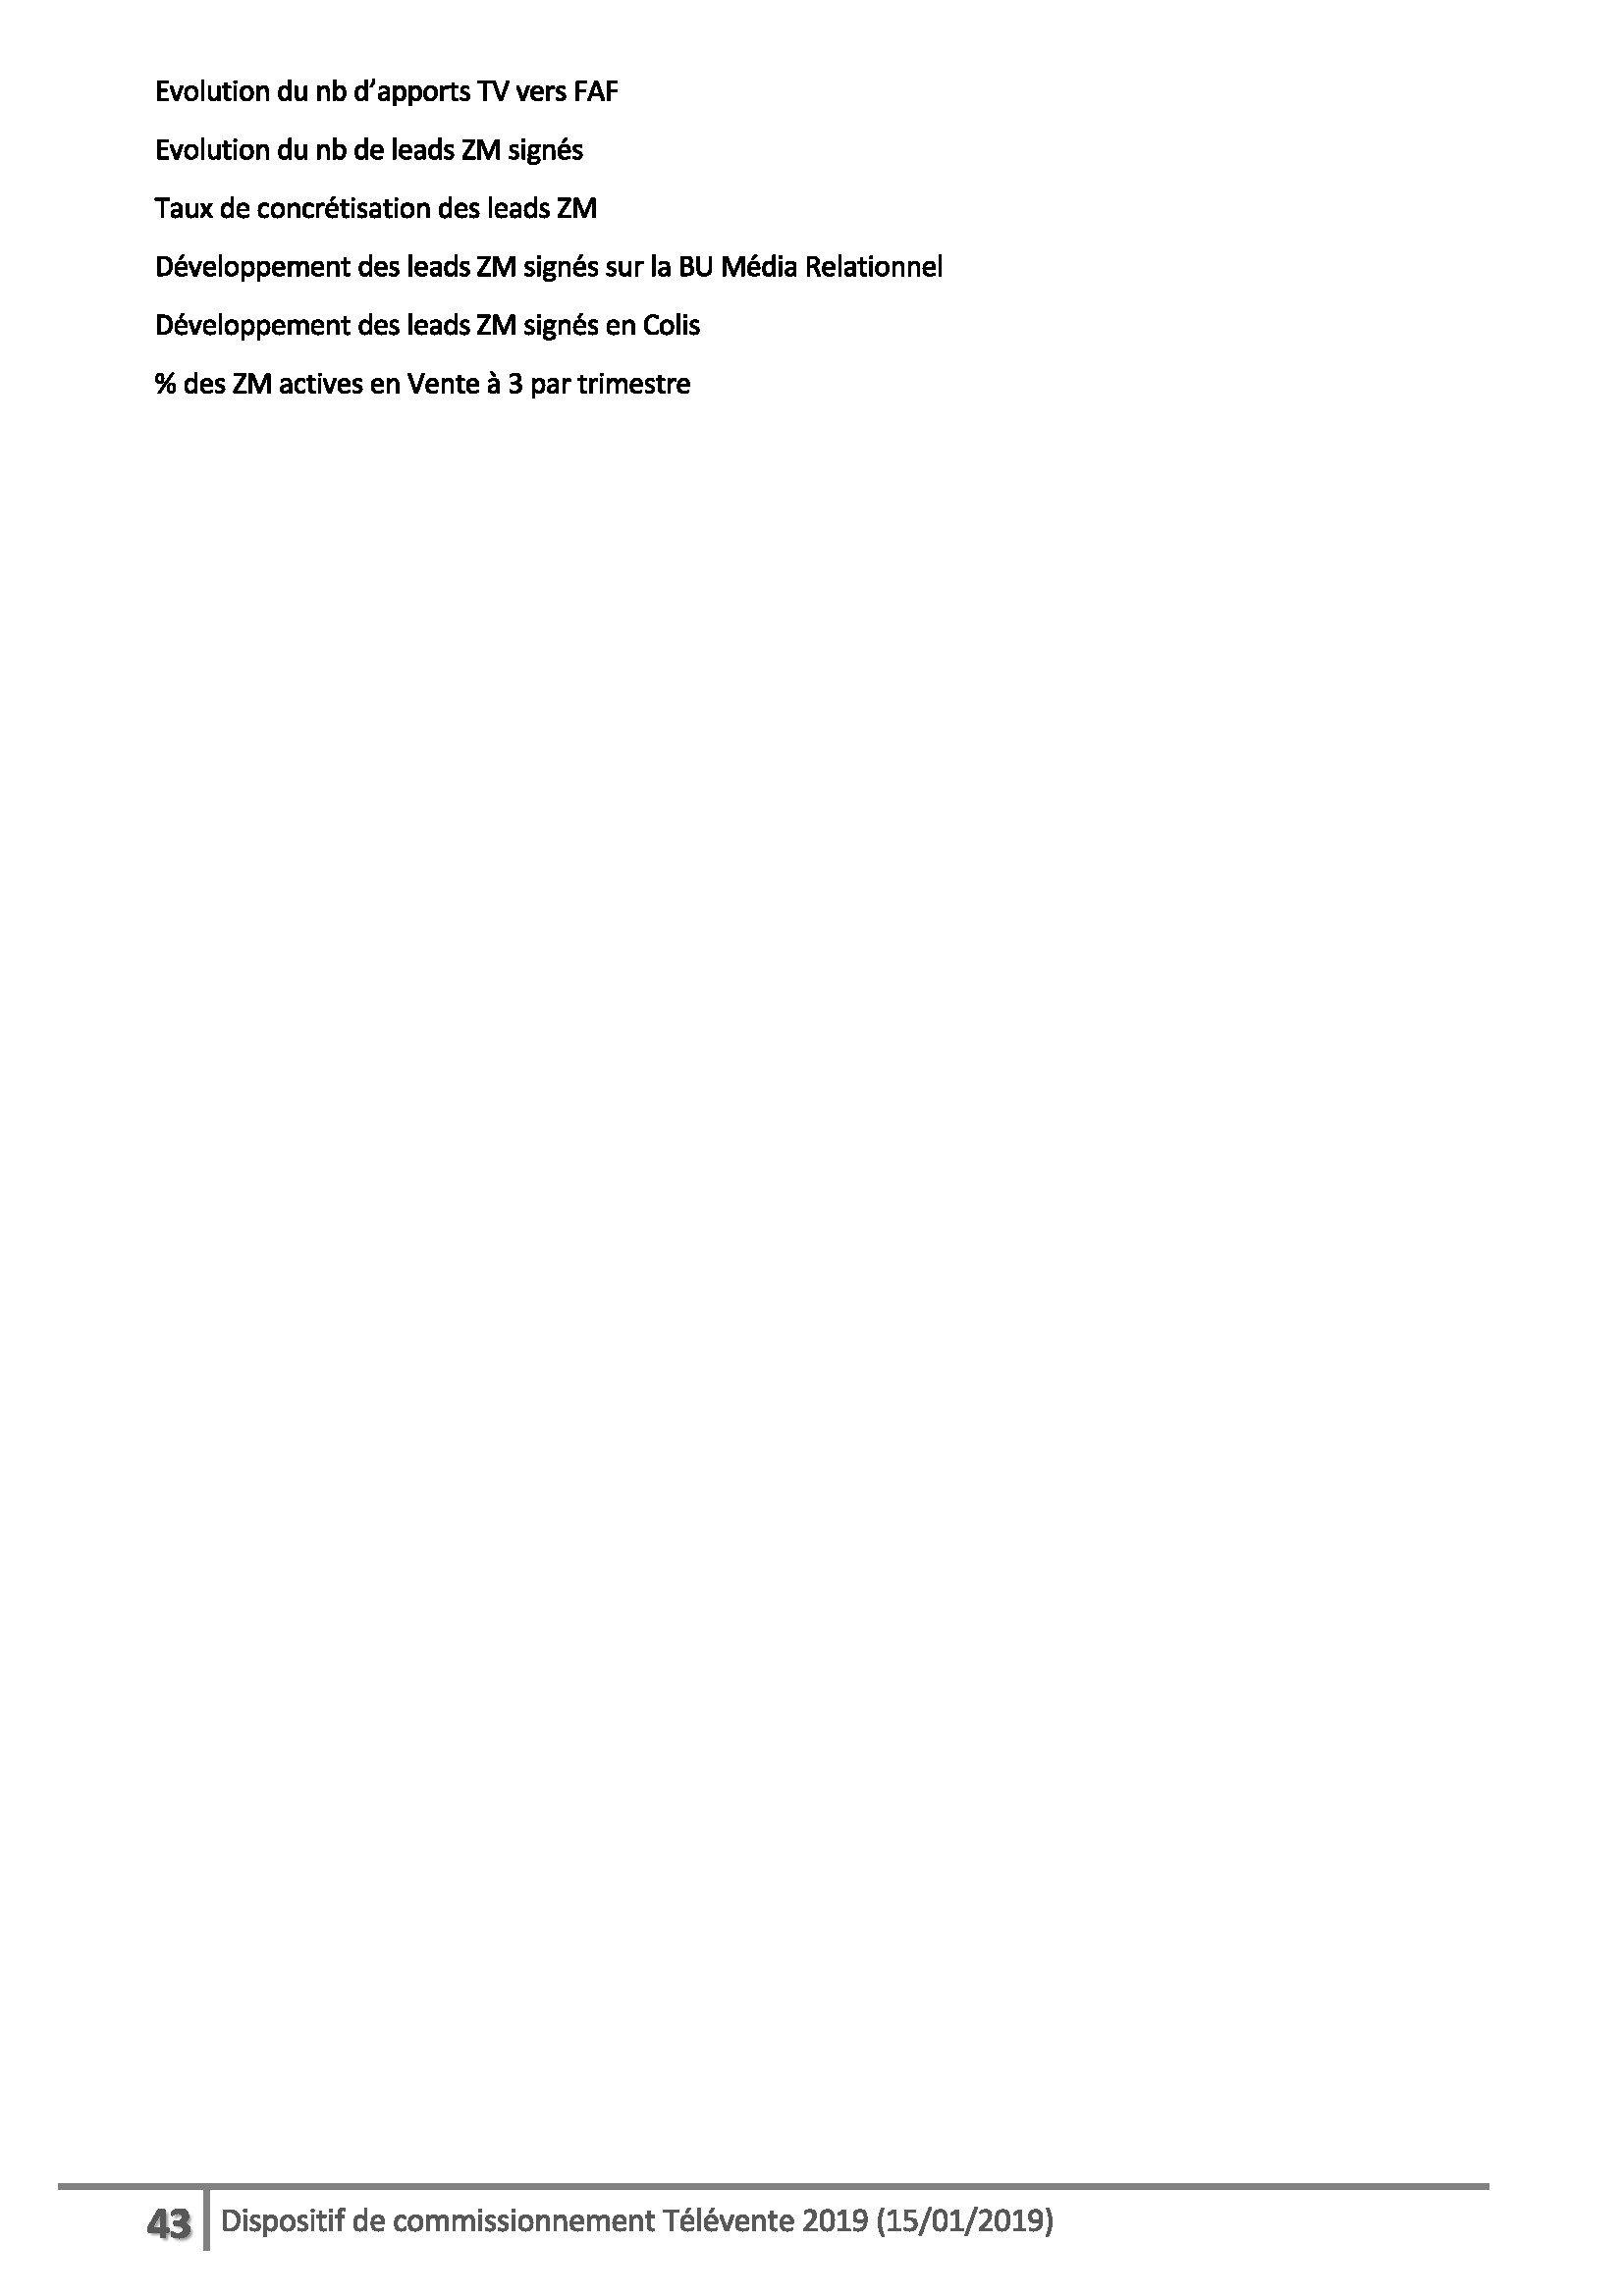 Evolution du nb d’apports TV vers FAF
Evolution du nb de leads ZM signés
Taux de concrétisation des leads ZM
Développement des leads ZM signés sur la BU Média Relationnel
Développement des leads ZM signés en Colis
% des ZM actives en Vente à 3 par trimestre
43 Dispositif de commissionnement Télévente 2019 (15/01/2019)